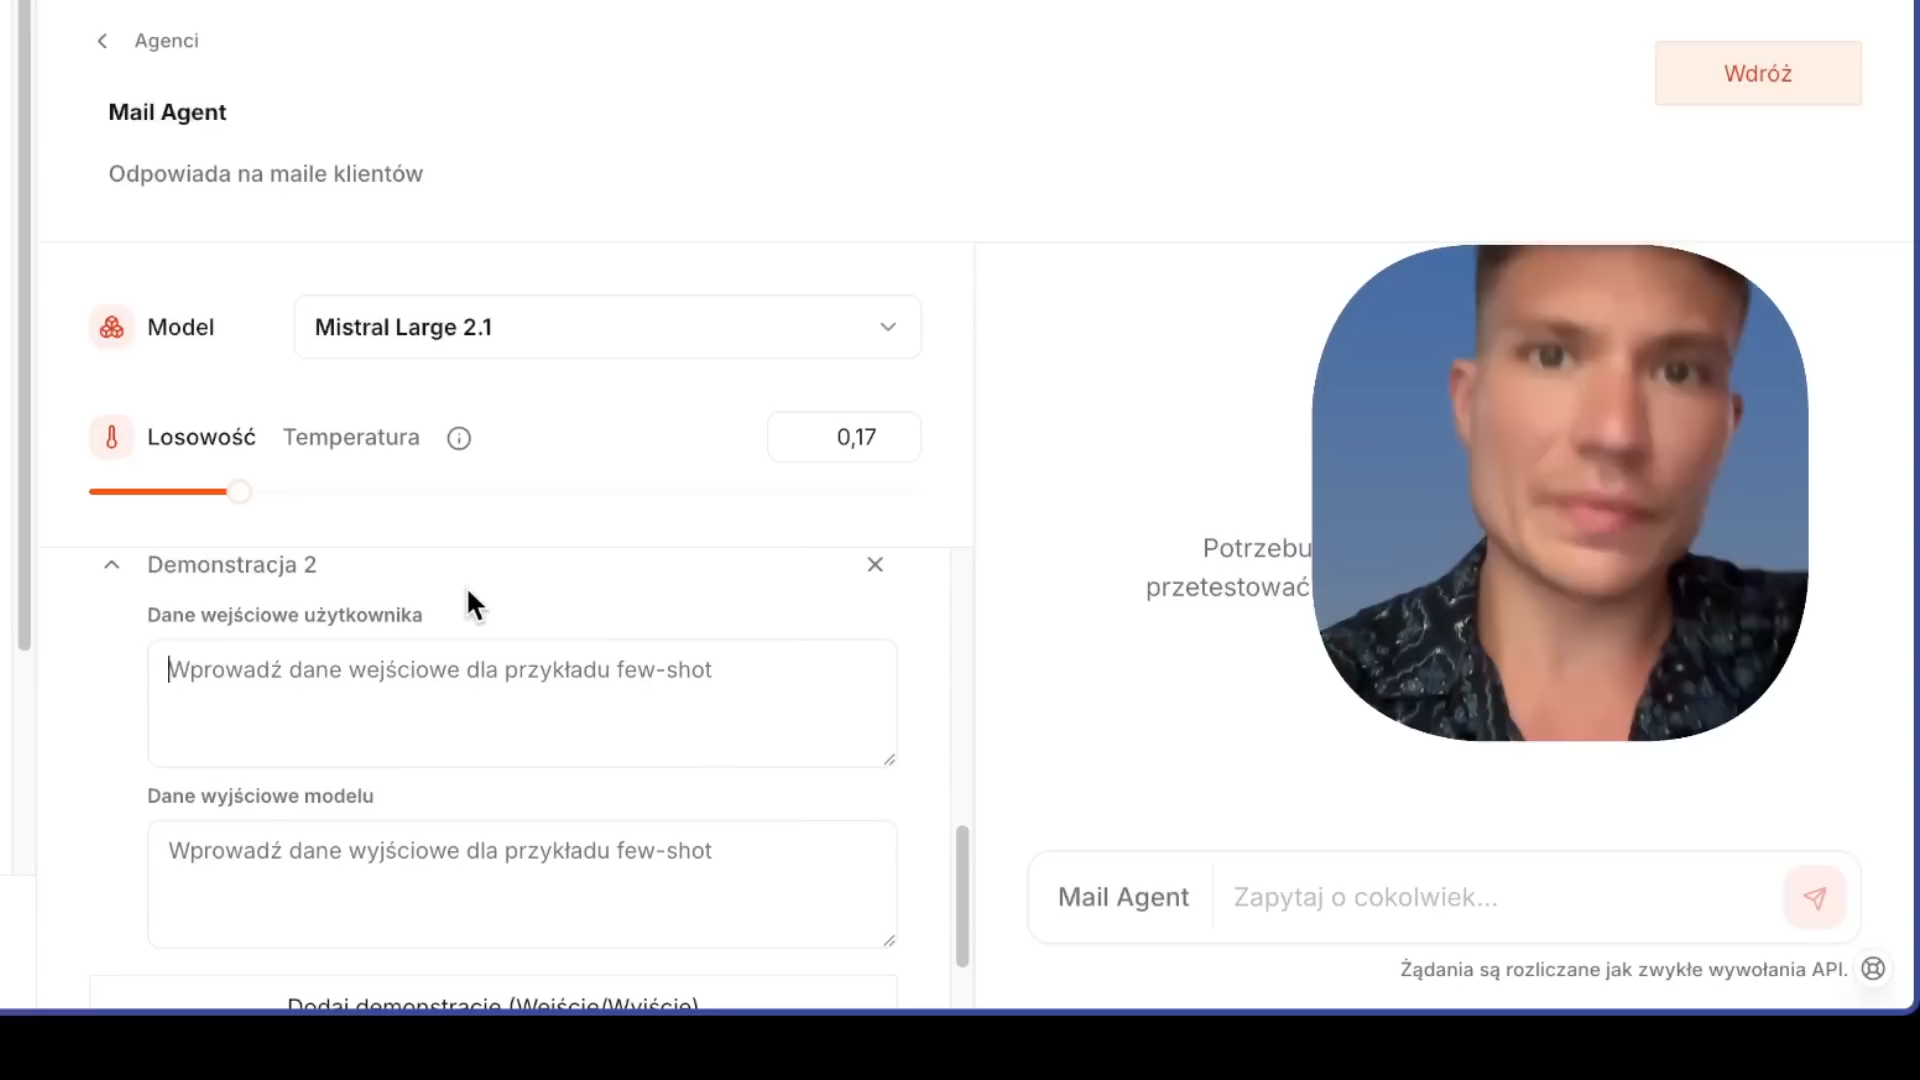 Agenci
Wdróż
Mail Agent
Odpowiada na maile klientów
Model
Mistral Large 2.1
Losowość Temperatura
0,17
Demonstracja 2
Dane wejściowe użytkownika
Wprowadź dane wejściowe dla przykładu few-shot
Dane wyjściowe modelu
Wprowadź dane wyjściowe dla przykładu few-shot
Dodaj demonstrację (Wejście/Wyjście)
Potrzebu
przetestować
Mail Agent
Zapytaj o cokolwiek...
Żądania są rozliczane jak zwykłe wywołania API.